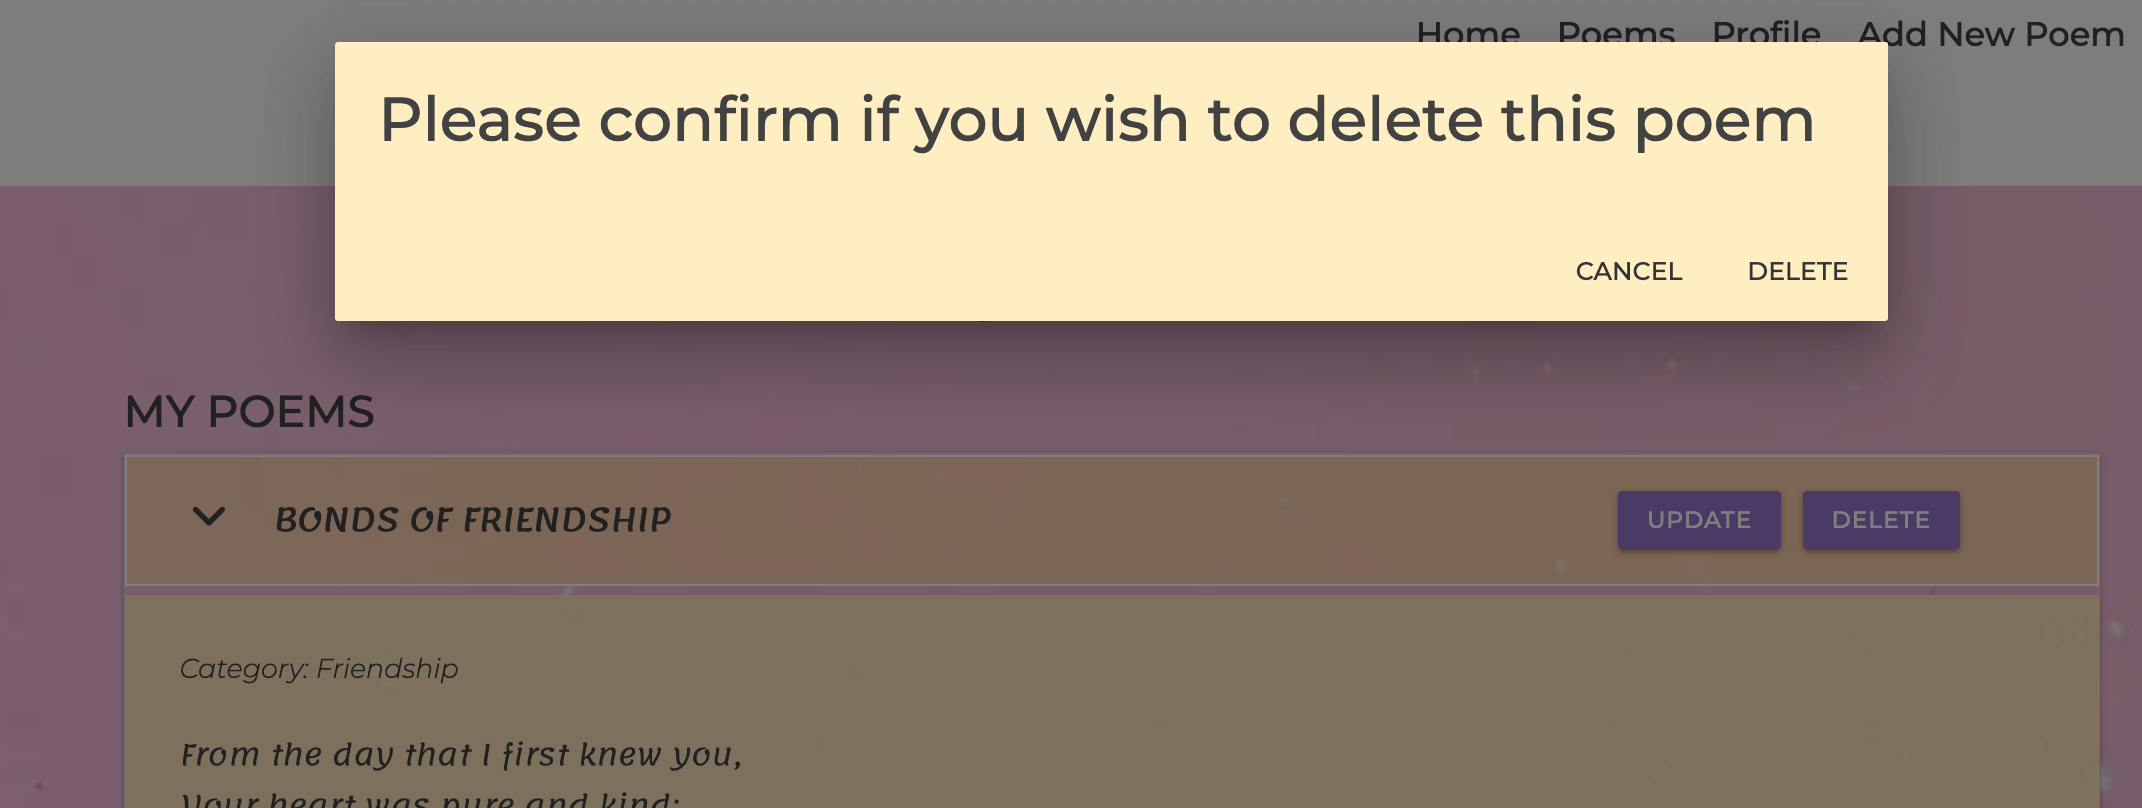 Home Poems Profile Add New Poem
Please confirm if you wish to delete this poem
CANCEL DELETE
MY POEMS
BONDS OF FRIENDSHIP UPDATE DELETE
Category: Friendship
From the day that I first knew you,
Your heart was pure and kind;